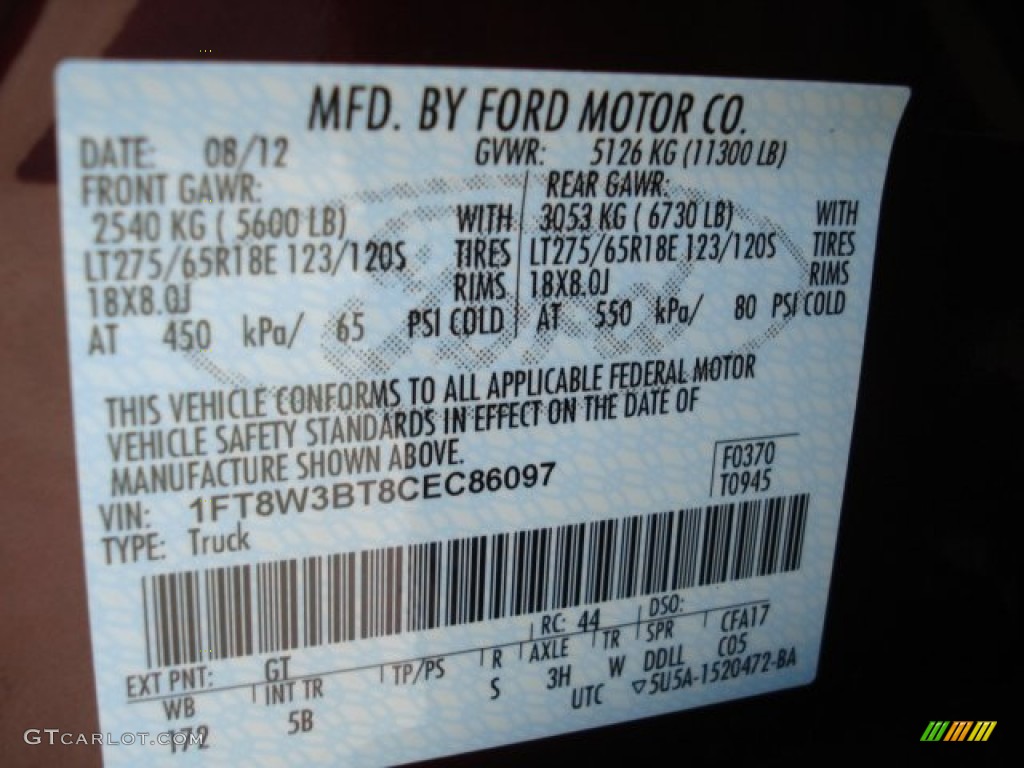 MFD. BY FORD MOTOR CO.
DATE: 08/12 GVWR: 5126 KG (11300 LB)
FRONT GAWR: REAR GAWR:
2540 KG ( 5600 LB) WITH 3053 KG ( 6730 LB) WITH
LT275/65R18E 123/120S TIRES LT275/65R18E 123/120S TIRES
18X8.0J RIMS 18X8.0J RIMS
AT 450 kPa/ 65 PSI COLD AT 550 kPa/ 80 PSI COLD
THIS VEHICLE CONFORMS TO ALL APPLICABLE FEDERAL MOTOR
VEHICLE SAFETY STANDARDS IN EFFECT ON THE DATE OF
MANUFACTURE SHOWN ABOVE.
F0370
VIN: 1FT8W3BT8CEC86097 T0945
TYPE: Truck
EXT PNT: GT RC: 44 DSO: CFA17
WB INT TR TP/PS R AXLE TR SPR C05
172 5B S 3H W DDLL
UTC ▽5U5A-1520472-BA
GTCARLOT.COM